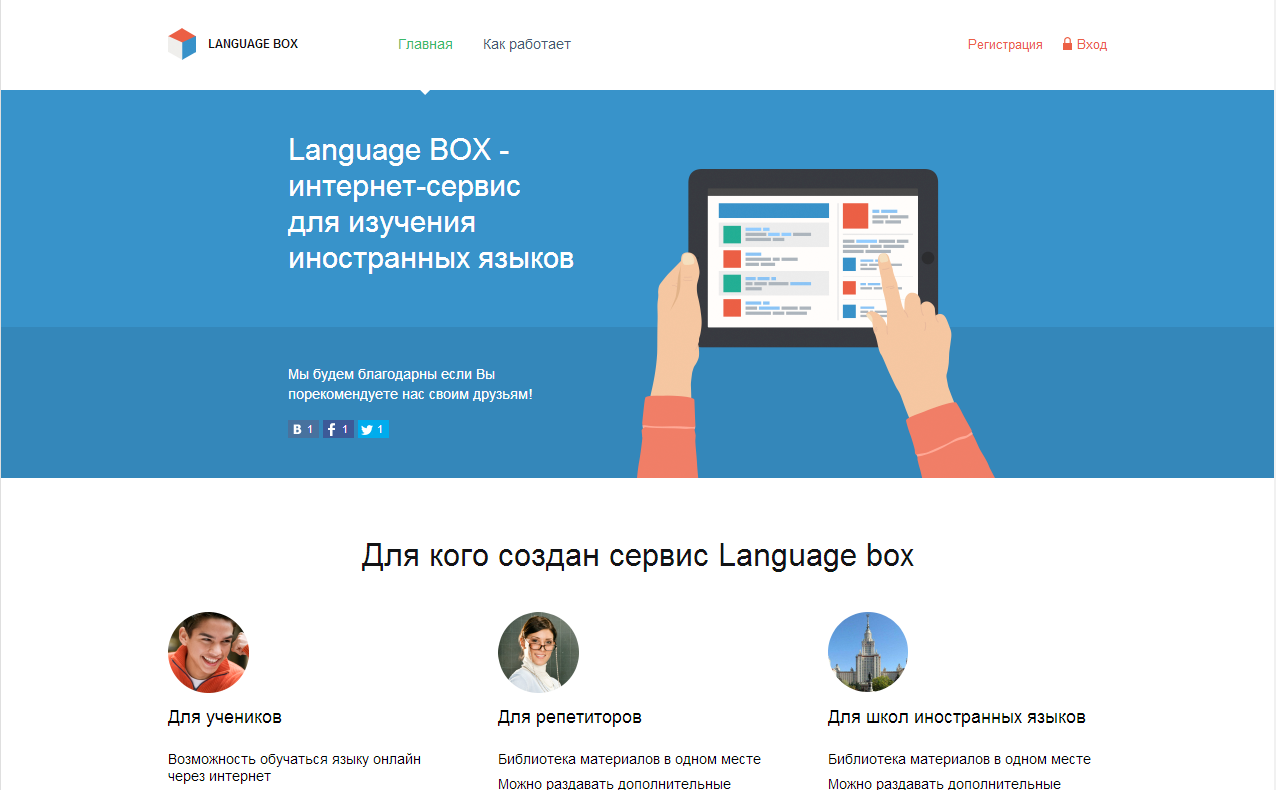 LANGUAGE BOX
Главная
Как работает
Регистрация
Вход
Language BOX -
интернет-сервис
для изучения
иностранных языков
Мы будем благодарны если Вы
порекомендуете нас своим друзьям!
B 1
f 1
1
Для кого создан сервис Language box
Для учеников
Возможность обучаться языку онлайн
через интернет
Для репетиторов
Библиотека материалов в одном месте
Можно раздавать дополнительные
Для школ иностранных языков
Библиотека материалов в одном месте
Можно раздавать дополнительные